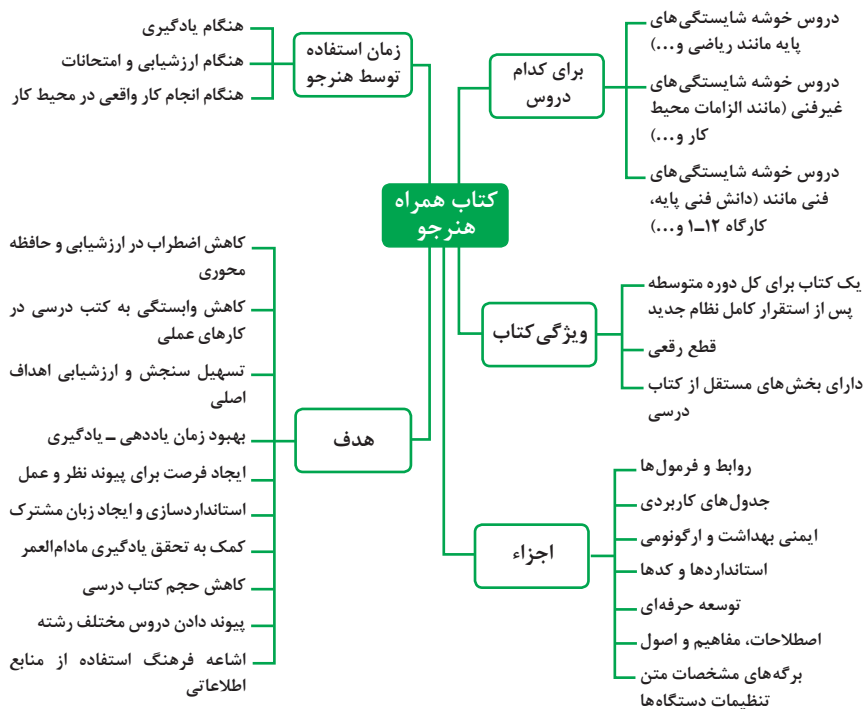 کتاب همراه
هنرجو
برای کدام
دروس
دروس خوشه شایستگی‌های
پایه مانند ریاضی و...)
دروس خوشه شایستگی‌های
غیرفنی (مانند الزامات محیط
کار و...)
دروس خوشه شایستگی‌های
فنی مانند (دانش فنی پایه،
کارگاه ۱۲ــ۱ و...)
ویژگی کتاب
یک کتاب برای کل دوره متوسطه
پس از استقرار کامل نظام جدید
قطع رقعی
دارای بخش‌های مستقل از کتاب
درسی
اجزاء
روابط و فرمول‌ها
جدول‌های کاربردی
ایمنی بهداشت و ارگونومی
استانداردها و کدها
توسعه حرفه‌ای
اصطلاحات، مفاهیم و اصول
برگه‌های مشخصات متن
تنظیمات دستگاه‌ها
زمان استفاده
توسط هنرجو
هنگام یادگیری
هنگام ارزشیابی و امتحانات
هنگام انجام کار واقعی در محیط کار
هدف
کاهش اضطراب در ارزشیابی و حافظه
محوری
کاهش وابستگی به کتب درسی در
کارهای عملی
تسهیل سنجش و ارزشیابی اهداف
اصلی
بهبود زمان یاددهی ــ یادگیری
ایجاد فرصت برای پیوند نظر و عمل
استانداردسازی و ایجاد زبان مشترک
کمک به تحقق یادگیری مادام‌العمر
کاهش حجم کتاب درسی
پیوند دادن دروس مختلف رشته
اشاعه فرهنگ استفاده از منابع
اطلاعاتی